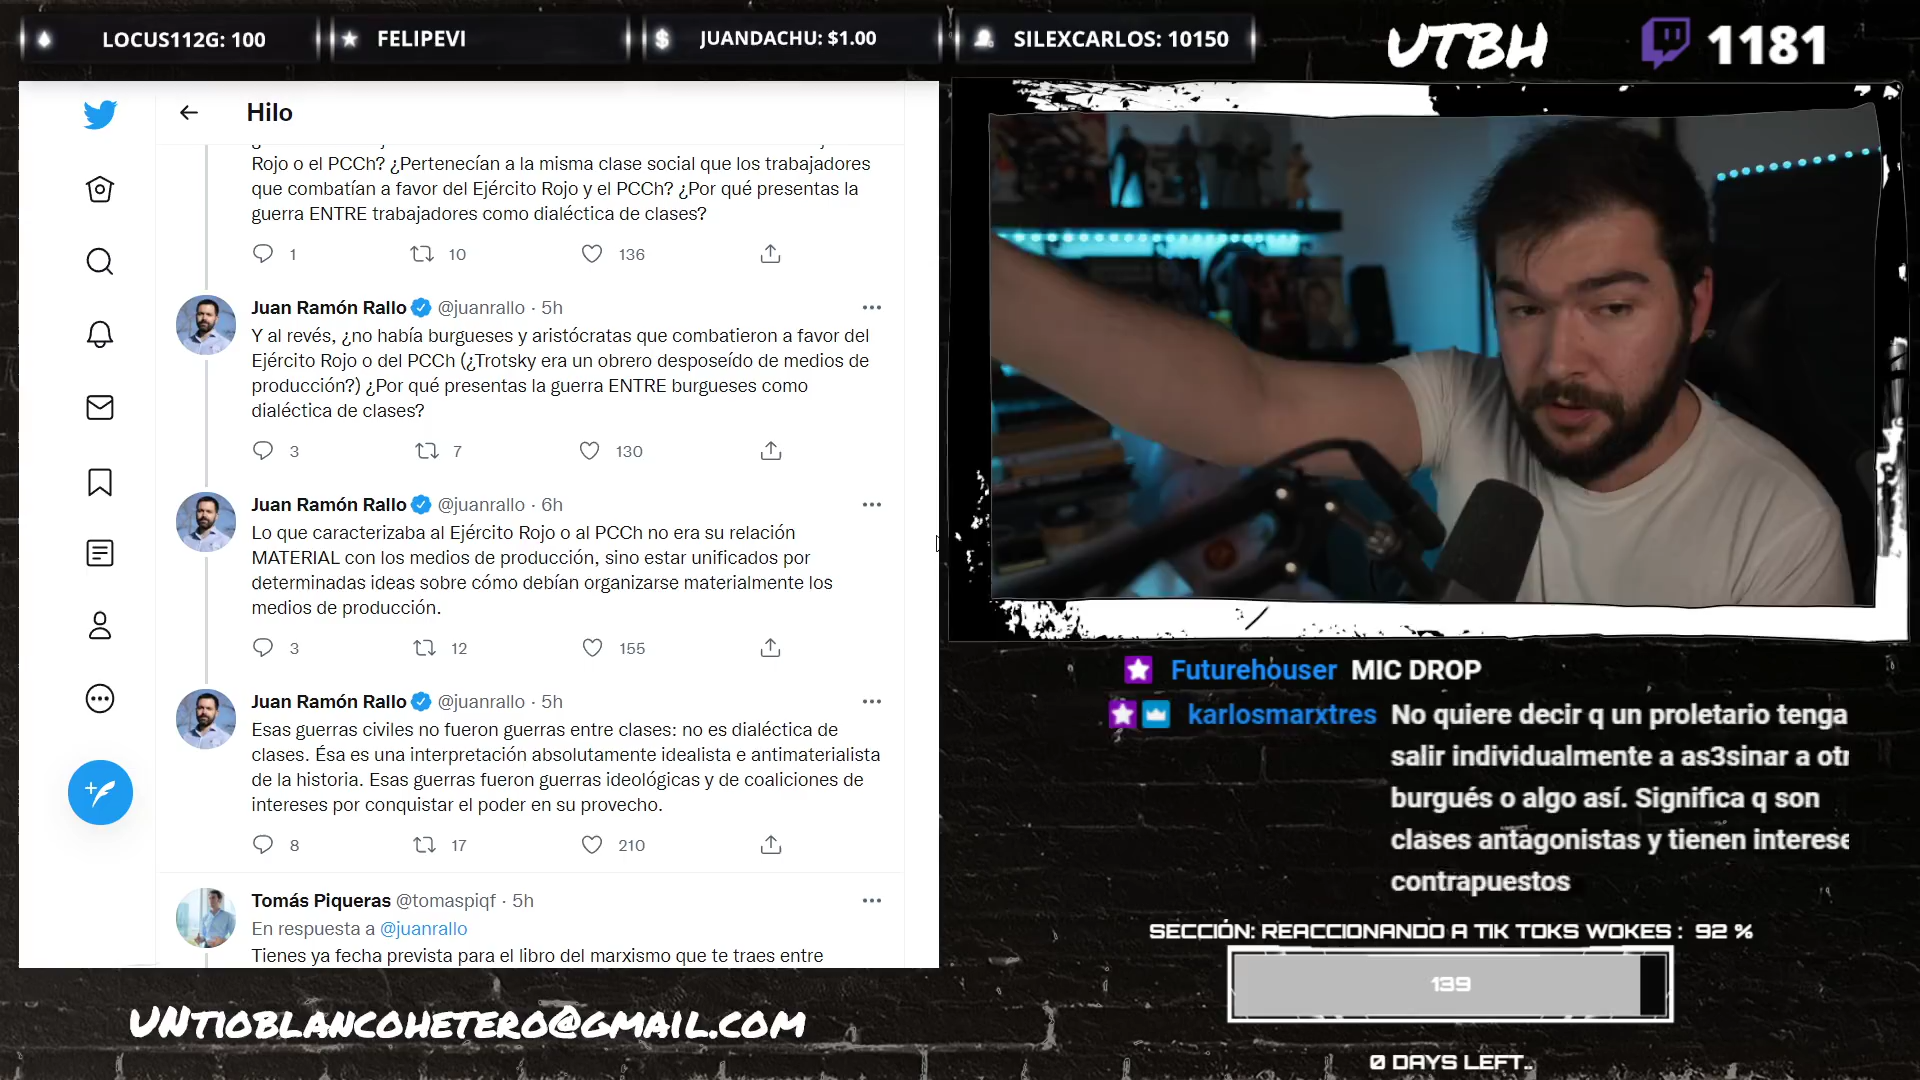 LOCUS112G: 100
FELIPEVI
JUANDACHU: $1.00
SILEXCARLOS: 10150
UTBH
1181
Hilo
Rojo o el PCCh? ¿Pertenecían a la misma clase social que los trabajadores
que combatían a favor del Ejército Rojo y el PCCh? ¿Por qué presentas la
guerra ENTRE trabajadores como dialéctica de clases?
1 10 136
Juan Ramón Rallo @juanrallo · 5h
Y al revés, ¿no había burgueses y aristócratas que combatieron a favor del
Ejército Rojo o del PCCh (¿Trotsky era un obrero desposeído de medios de
producción?) ¿Por qué presentas la guerra ENTRE burgueses como
dialéctica de clases?
3 7 130
Juan Ramón Rallo @juanrallo · 6h
Lo que caracterizaba al Ejército Rojo o al PCCh no era su relación
MATERIAL con los medios de producción, sino estar unificados por
determinadas ideas sobre cómo debían organizarse materialmente los
medios de producción.
3 12 155
Juan Ramón Rallo @juanrallo · 5h
Esas guerras civiles no fueron guerras entre clases: no es dialéctica de
clases. Ésa es una interpretación absolutamente idealista e antimaterialista
de la historia. Esas guerras fueron guerras ideológicas y de coaliciones de
intereses por conquistar el poder en su provecho.
8 17 210
Tomás Piqueras @tomaspiqf · 5h
En respuesta a @juanrallo
Tienes ya fecha prevista para el libro del marxismo que te traes entre
Futurehouser MIC DROP
karlosmarxtres No quiere decir q un proletario tenga
salir individualmente a as3sinar a otr
burgués o algo así. Significa q son
clases antagonistas y tienen interese
contrapuestos
SECCIÓN: REACCIONANDO A TIK TOKS WOKES : 92 %
139
0 DAYS LEFT..
UNTIOBLANCOHETERO@GMAIL.COM